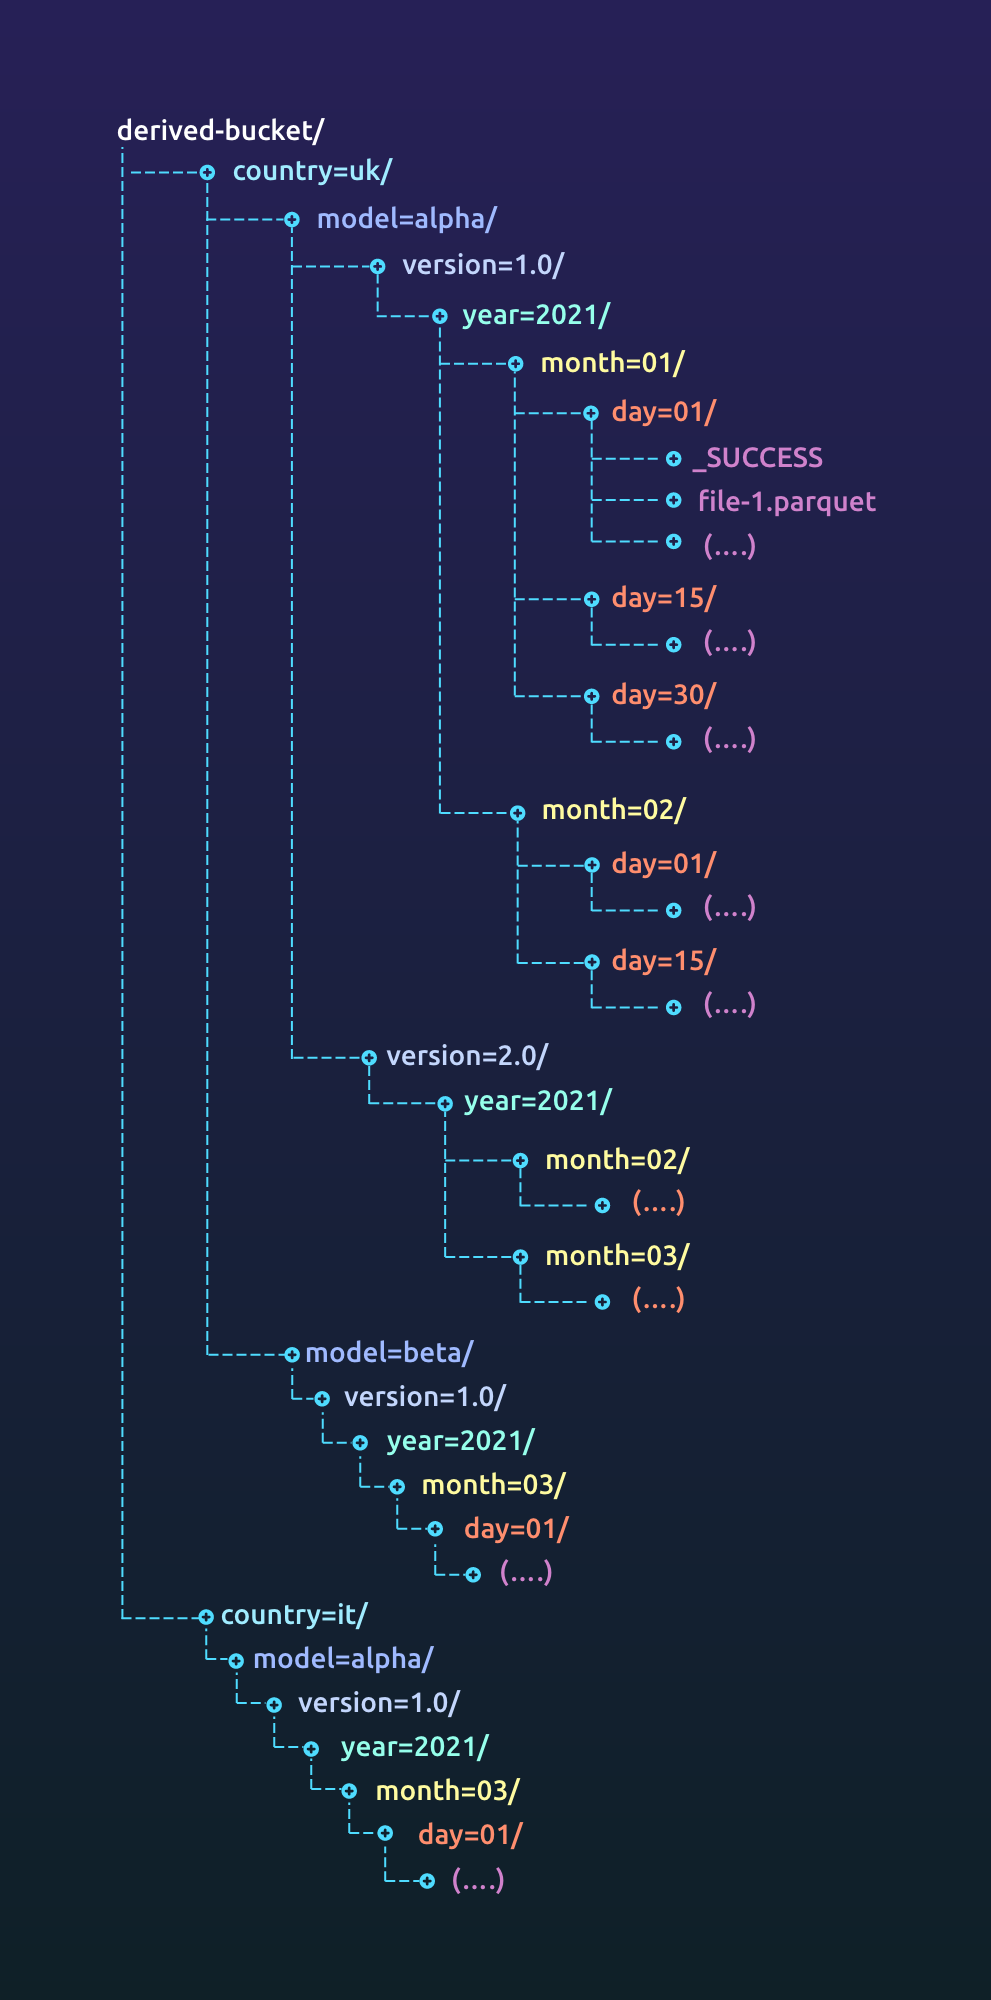 derived-bucket/
country=uk/
model=alpha/
version=1.0/
year=2021/
month=01/
day=01/
_SUCCESS
file-1.parquet
(....)
day=15/
(....)
day=30/
(....)
month=02/
day=01/
(....)
day=15/
(....)
version=2.0/
year=2021/
month=02/
(....)
month=03/
(....)
model=beta/
version=1.0/
year=2021/
month=03/
day=01/
(....)
country=it/
model=alpha/
version=1.0/
year=2021/
month=03/
day=01/
(....)